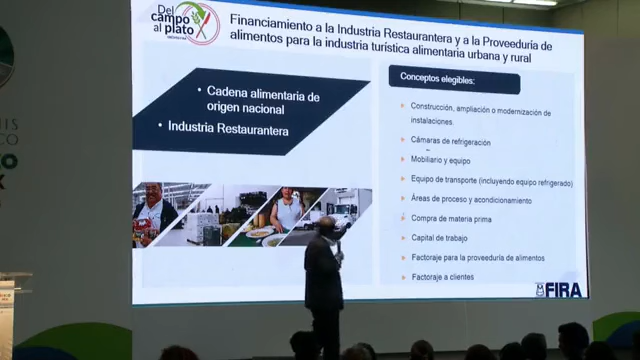 Del
campo
al
plato
Financiamiento a la Industria Restaurantera y a la Proveeduria de
alimentos para la industria turística alimentaria urbana y rural
• Cadena alimentaria de
origen nacional
• Industria Restaurantera
Conceptos elegibles:
Construcción, ampliación o modernización de
instalaciones.
Cámaras de refrigeración
Mobiliario y equipo
Equipo de transporte (incluyendo equipo refrigerado)
Áreas de proceso y acondicionamiento
Compra de materia prima
Capital de trabajo
Factoraje para la proveeduría de alimentos
Factoraje a clientes
FIRA